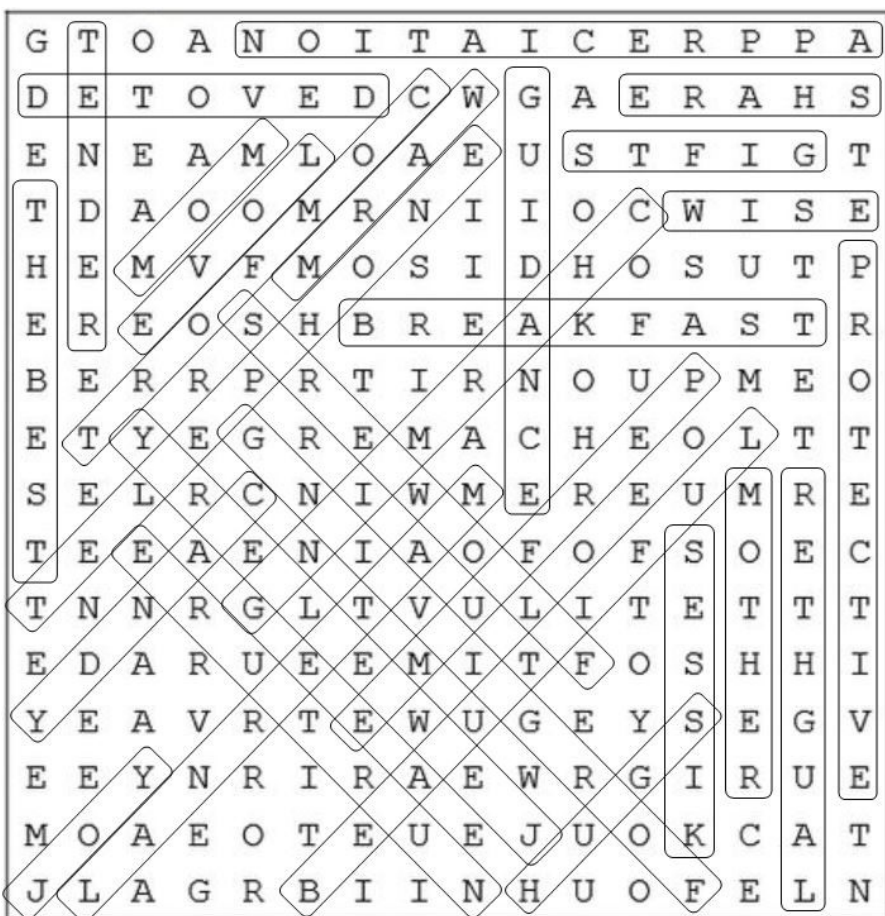 G T O A N O I T A I C E R P P A
D E T O V E D C W G A E R A H S
E N E A M L O A E U S T F I G T
T D A O O M R N I I O C W I S E
H E M V F M O S I D H O S U T P
E R E O S H B R E A K F A S T R
B E R R P R T I R N O U P M E O
E T Y E G R E M A C H E O L T T
S E L R C N I W M E R E U M R E
T E E A E N I A O F O F S O E C
T N N R G L T V U L I T E T T T
E D A R U E E M I T F O S H H I
Y E A V R T E W U G E Y S E G V
E E Y N R I R A E W R G I R U E
M O A E O T E U E J U O K C A T
J L A G R B I I N H U O F E L N